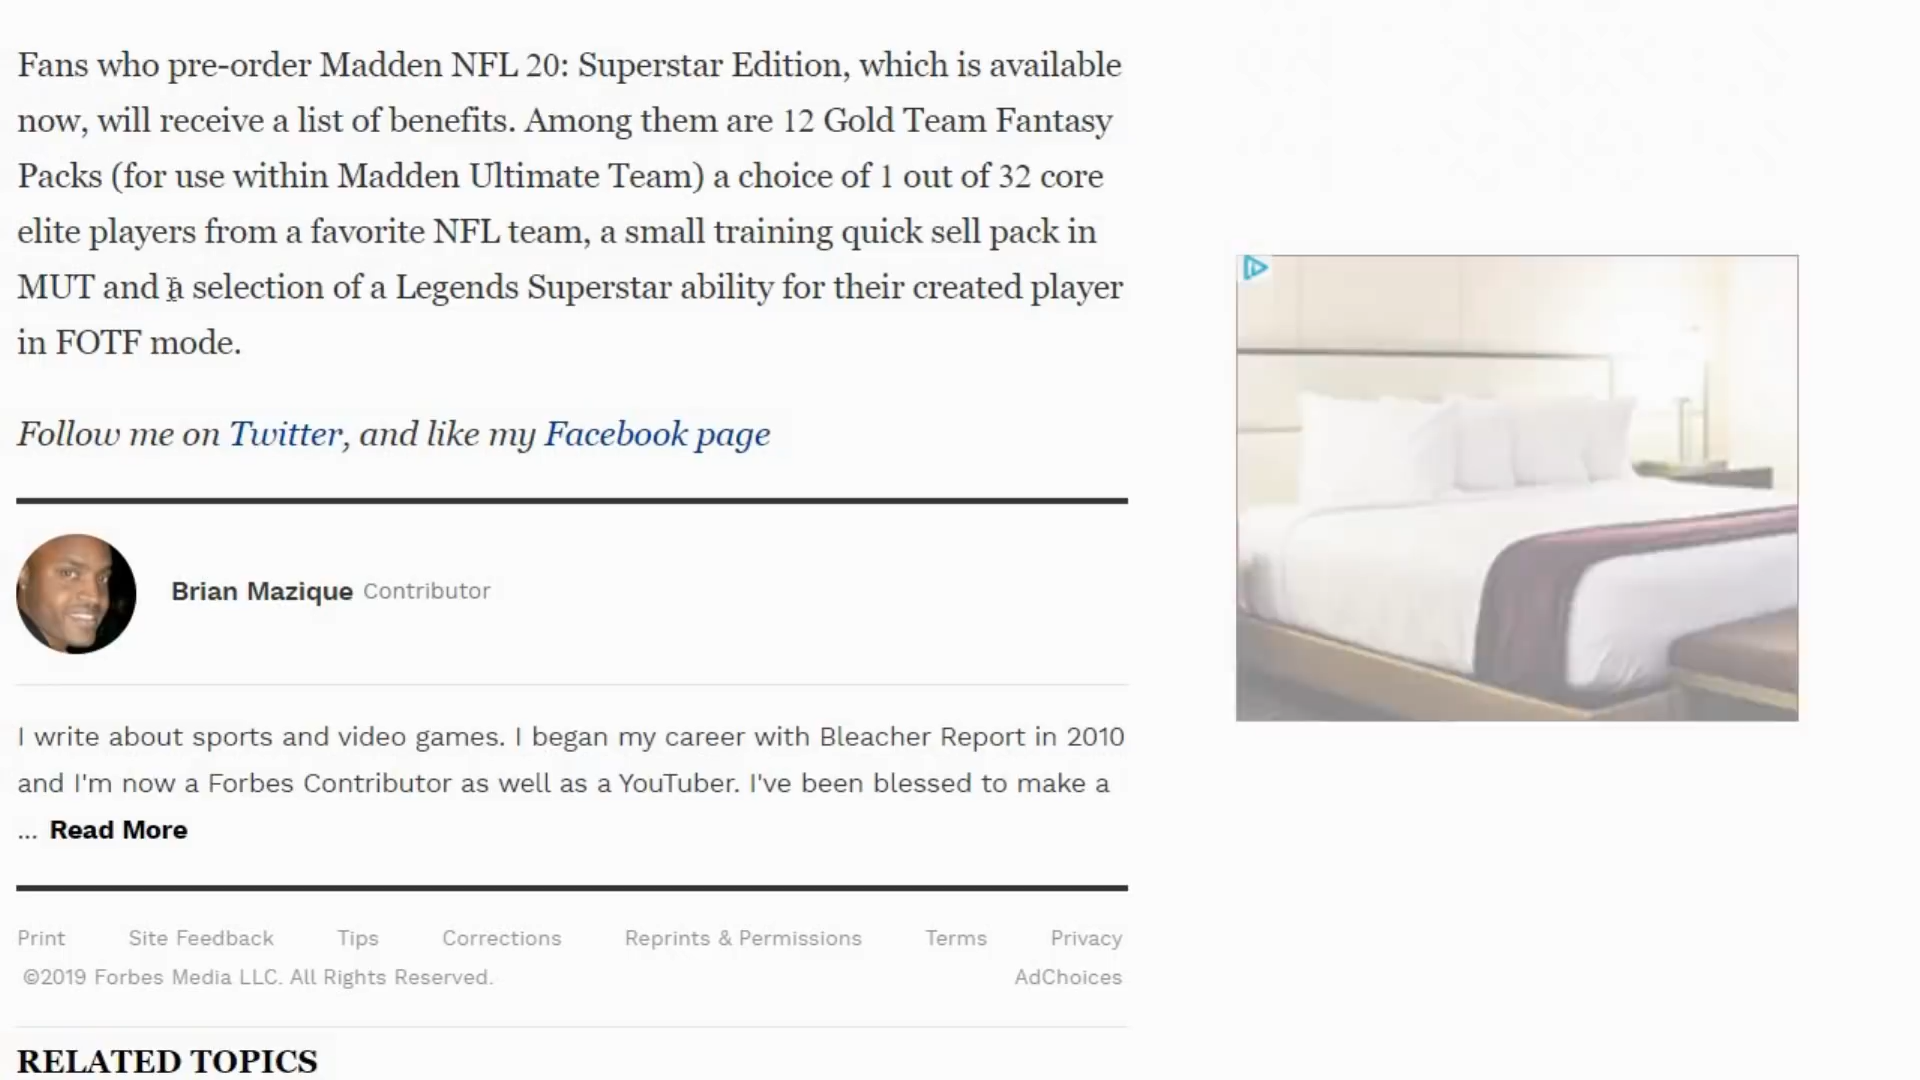 Fans who pre-order Madden NFL 20: Superstar Edition, which is available
now, will receive a list of benefits. Among them are 12 Gold Team Fantasy
Packs (for use within Madden Ultimate Team) a choice of 1 out of 32 core
elite players from a favorite NFL team, a small training quick sell pack in
MUT and a selection of a Legends Superstar ability for their created player
in FOTF mode.
Follow me on Twitter, and like my Facebook page
Brian Mazique Contributor
I write about sports and video games. I began my career with Bleacher Report in 2010
and I'm now a Forbes Contributor as well as a YouTuber. I've been blessed to make a
... Read More
Print Site Feedback Tips Corrections Reprints & Permissions Terms Privacy
©2019 Forbes Media LLC. All Rights Reserved. AdChoices
RELATED TOPICS